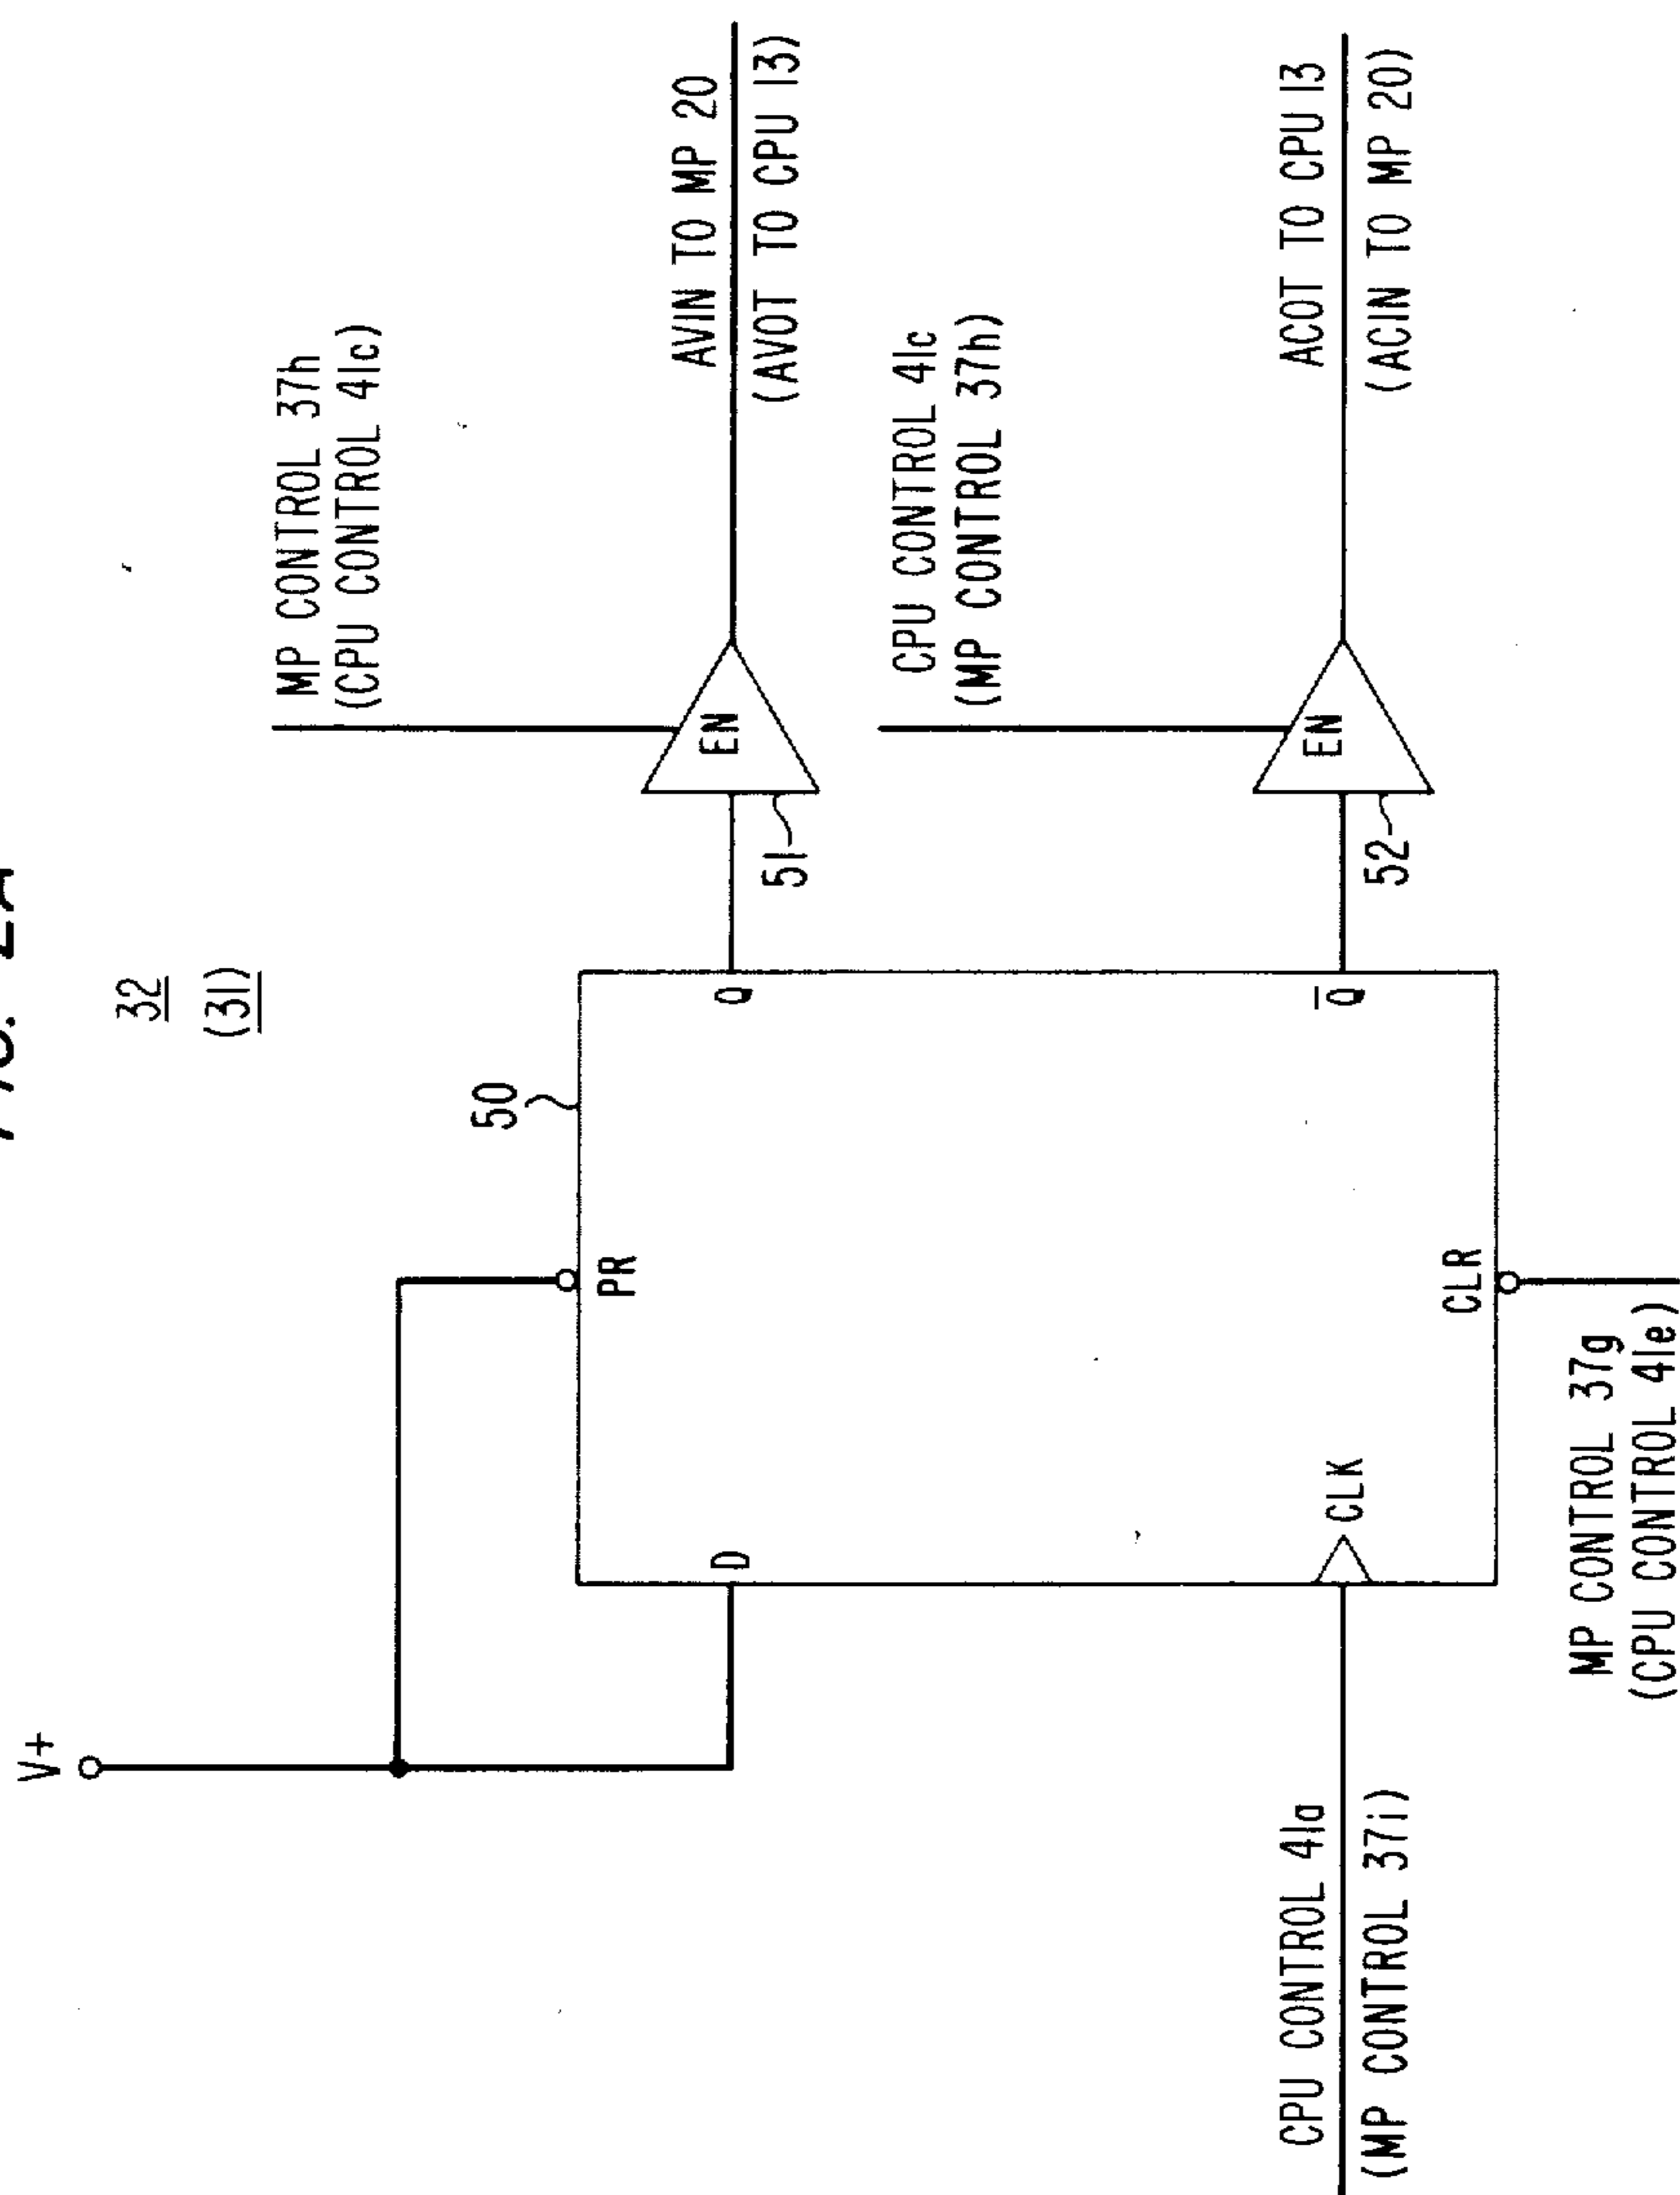 32
(31)
V+
50
PR
D
Q
CLK
Q
CLR
MP CONTROL 37h
(CPU CONTROL 41c)
EN
51
AVIN TO MP 20
(AVOT TO CPU 13)
CPU CONTROL 41c
(MP CONTROL 37h)
EN
52
ACOT TO CPU 13
(ACIN TO MP 20)
CPU CONTROL 41a
(MP CONTROL 37i)
MP CONTROL 37g
(CPU CONTROL 41e)